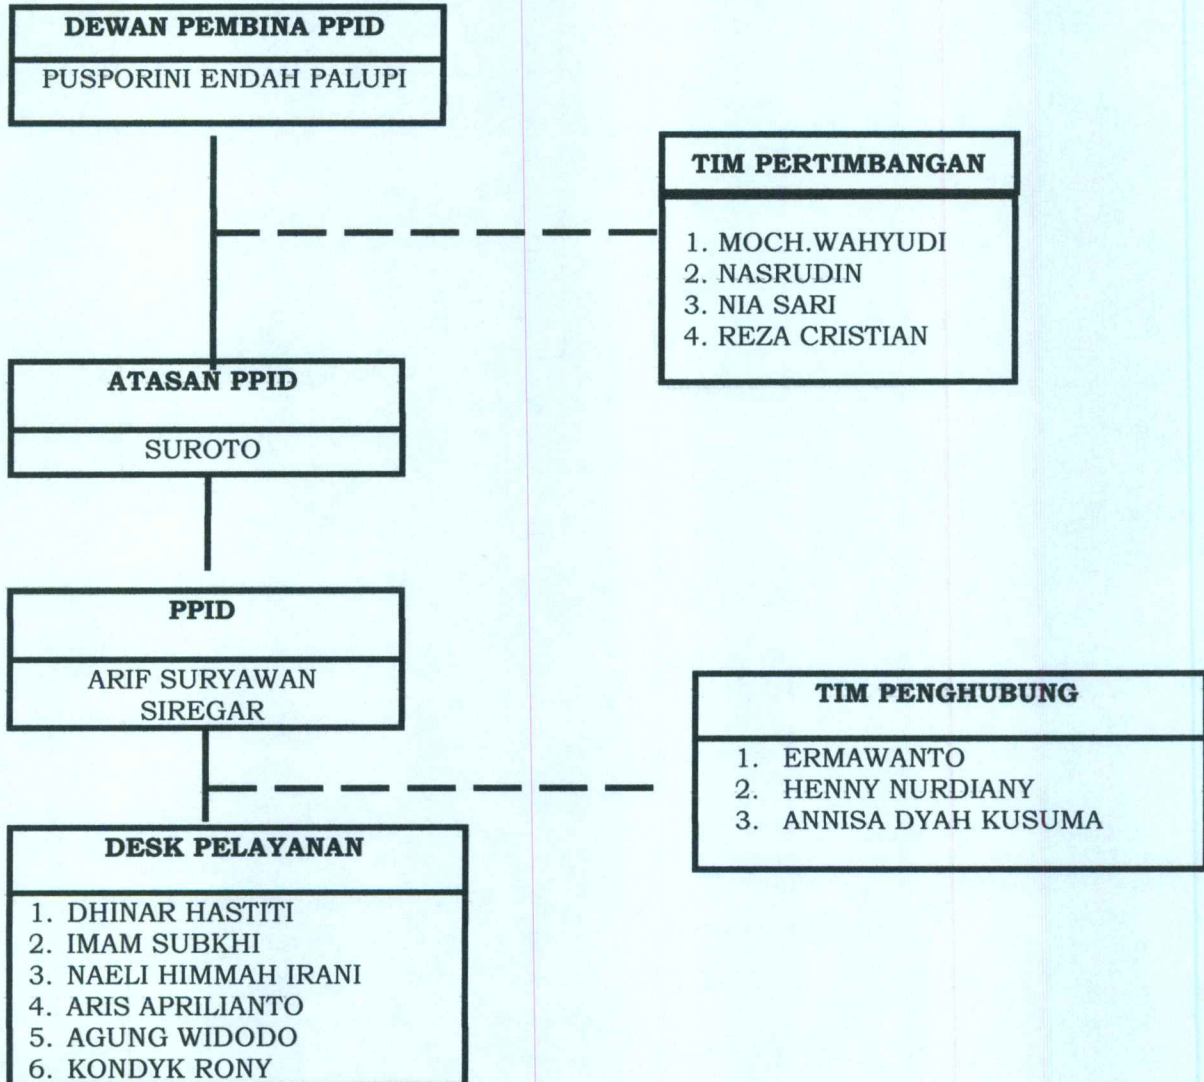 DEWAN PEMBINA PPID
PUSPORINI ENDAH PALUPI
TIM PERTIMBANGAN
1. MOCH.WAHYUDI
2. NASRUDIN
3. NIA SARI
4. REZA CRISTIAN
ATASAN PPID
SUROTO
PPID
ARIF SURYAWAN
SIREGAR
TIM PENGHUBUNG
1. ERMAWANTO
2. HENNY NURDIANY
3. ANNISA DYAH KUSUMA
DESK PELAYANAN
1. DHINAR HASTITI
2. IMAM SUBKHI
3. NAELI HIMMAH IRANI
4. ARIS APRILIANTO
5. AGUNG WIDODO
6. KONDYK RONY